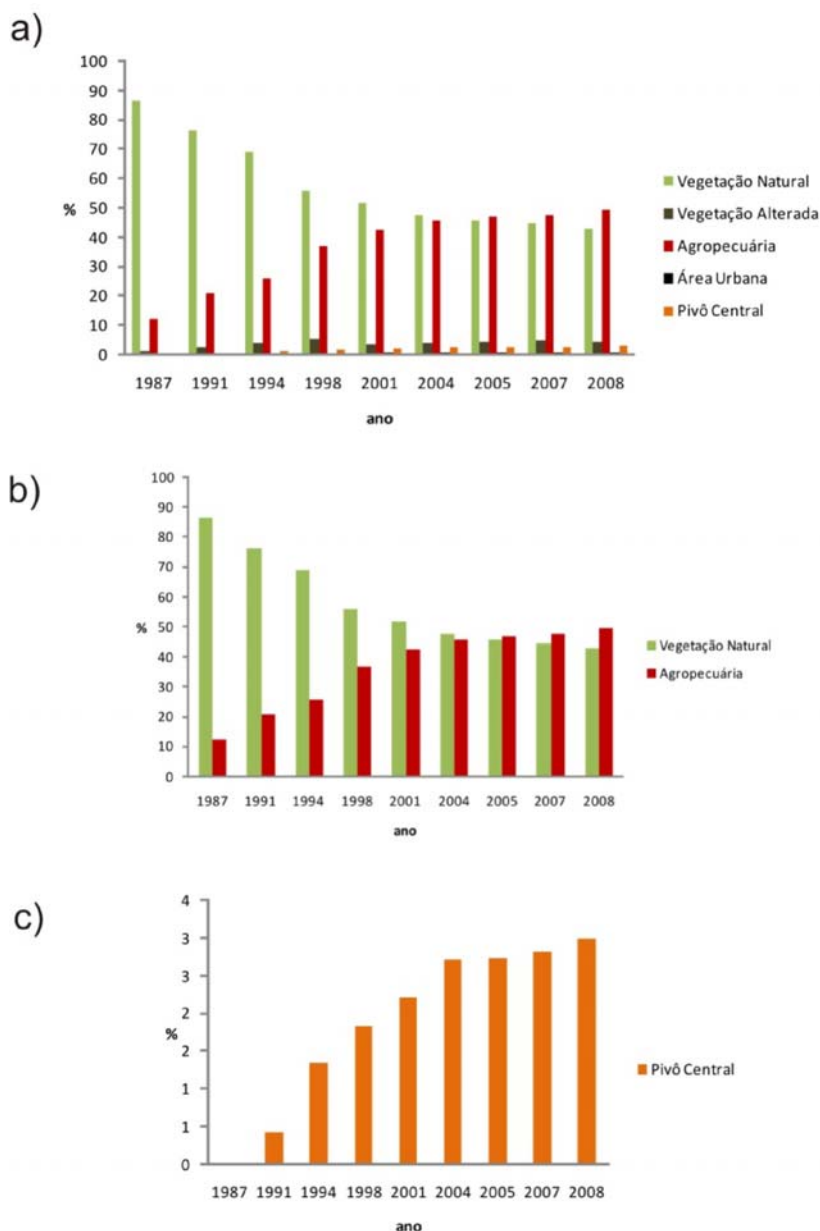 a)
100
90
80
70
60
50
40
30
20
10
0
%
1987 1991 1994 1998 2001 2004 2005 2007 2008
ano
Vegetação Natural
Vegetação Alterada
Agropecuária
Área Urbana
Pivô Central
b)
100
90
80
70
60
50
40
30
20
10
0
%
1987 1991 1994 1998 2001 2004 2005 2007 2008
ano
Vegetação Natural
Agropecuária
c)
4
3
3
2
2
1
1
0
%
1987 1991 1994 1998 2001 2004 2005 2007 2008
ano
Pivô Central